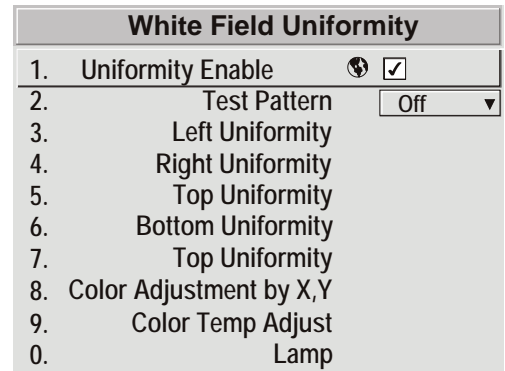 White Field Uniformity
1. Uniformity Enable
2. Test Pattern Off
3. Left Uniformity
4. Right Uniformity
5. Top Uniformity
6. Bottom Uniformity
7. Top Uniformity
8. Color Adjustment by X,Y
9. Color Temp Adjust
0. Lamp